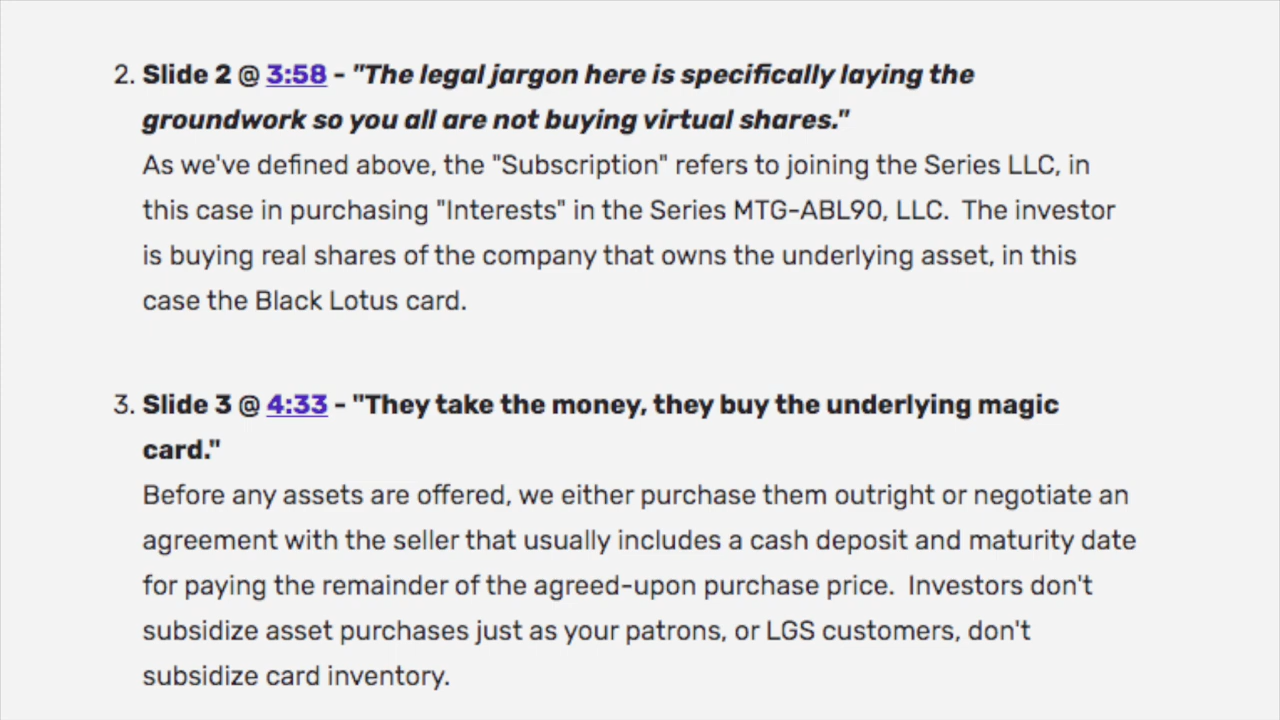 2. Slide 2 @ 3:58 - "The legal jargon here is specifically laying the
groundwork so you all are not buying virtual shares."
As we've defined above, the "Subscription" refers to joining the Series LLC, in
this case in purchasing "Interests" in the Series MTG-ABL90, LLC.  The investor
is buying real shares of the company that owns the underlying asset, in this
case the Black Lotus card.
3. Slide 3 @ 4:33 - "They take the money, they buy the underlying magic
card."
Before any assets are offered, we either purchase them outright or negotiate an
agreement with the seller that usually includes a cash deposit and maturity date
for paying the remainder of the agreed-upon purchase price.  Investors don't
subsidize asset purchases just as your patrons, or LGS customers, don't
subsidize card inventory.